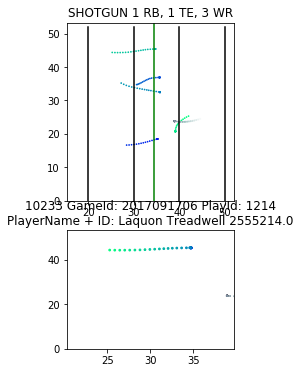 SHOTGUN 1 RB, 1 TE, 3 WR
50
40
30
20
10
0
20 30 40 50
10233 GameId: 2017091706 PlayId: 1214
PlayerName + ID: Laquon Treadwell 2555214.0
40
20
0
25 30 35